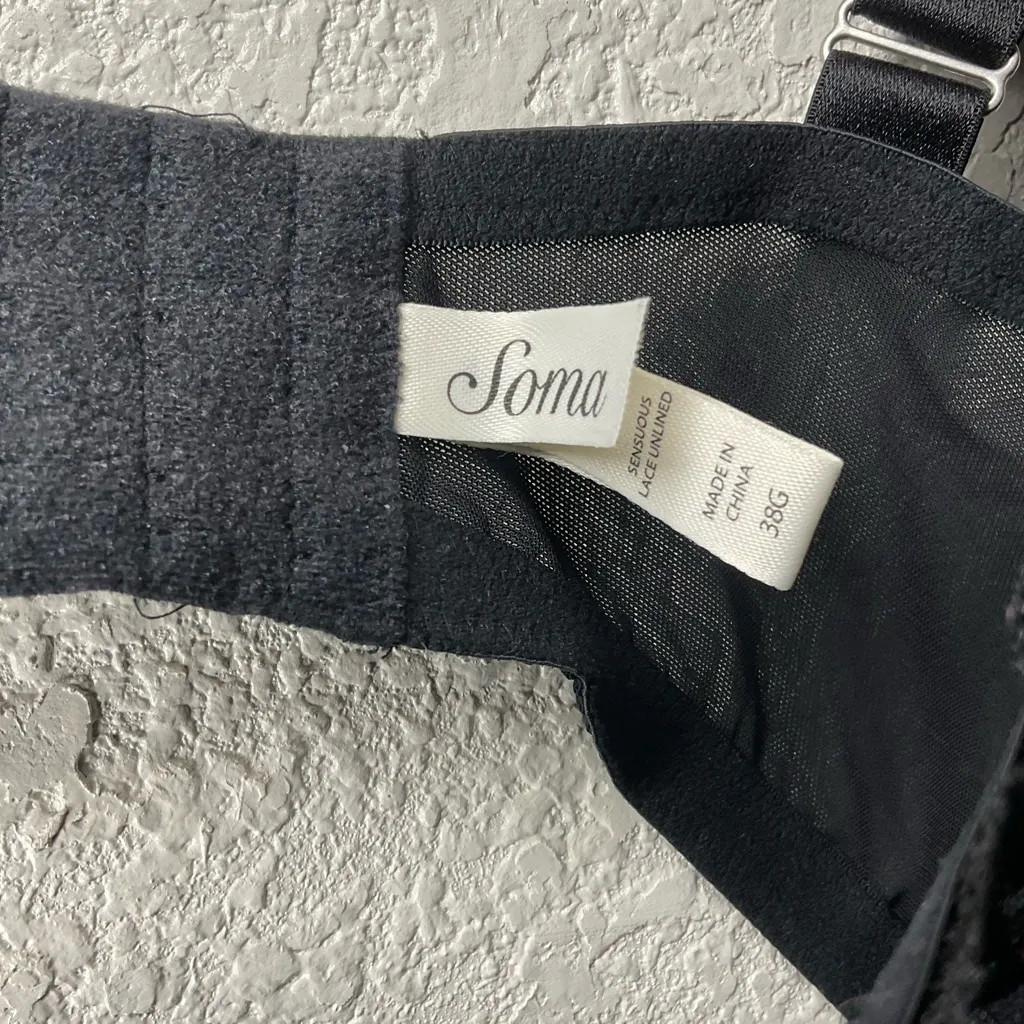 Soma
SENSUOUS
LACE UNLINED
MADE IN
CHINA
38G